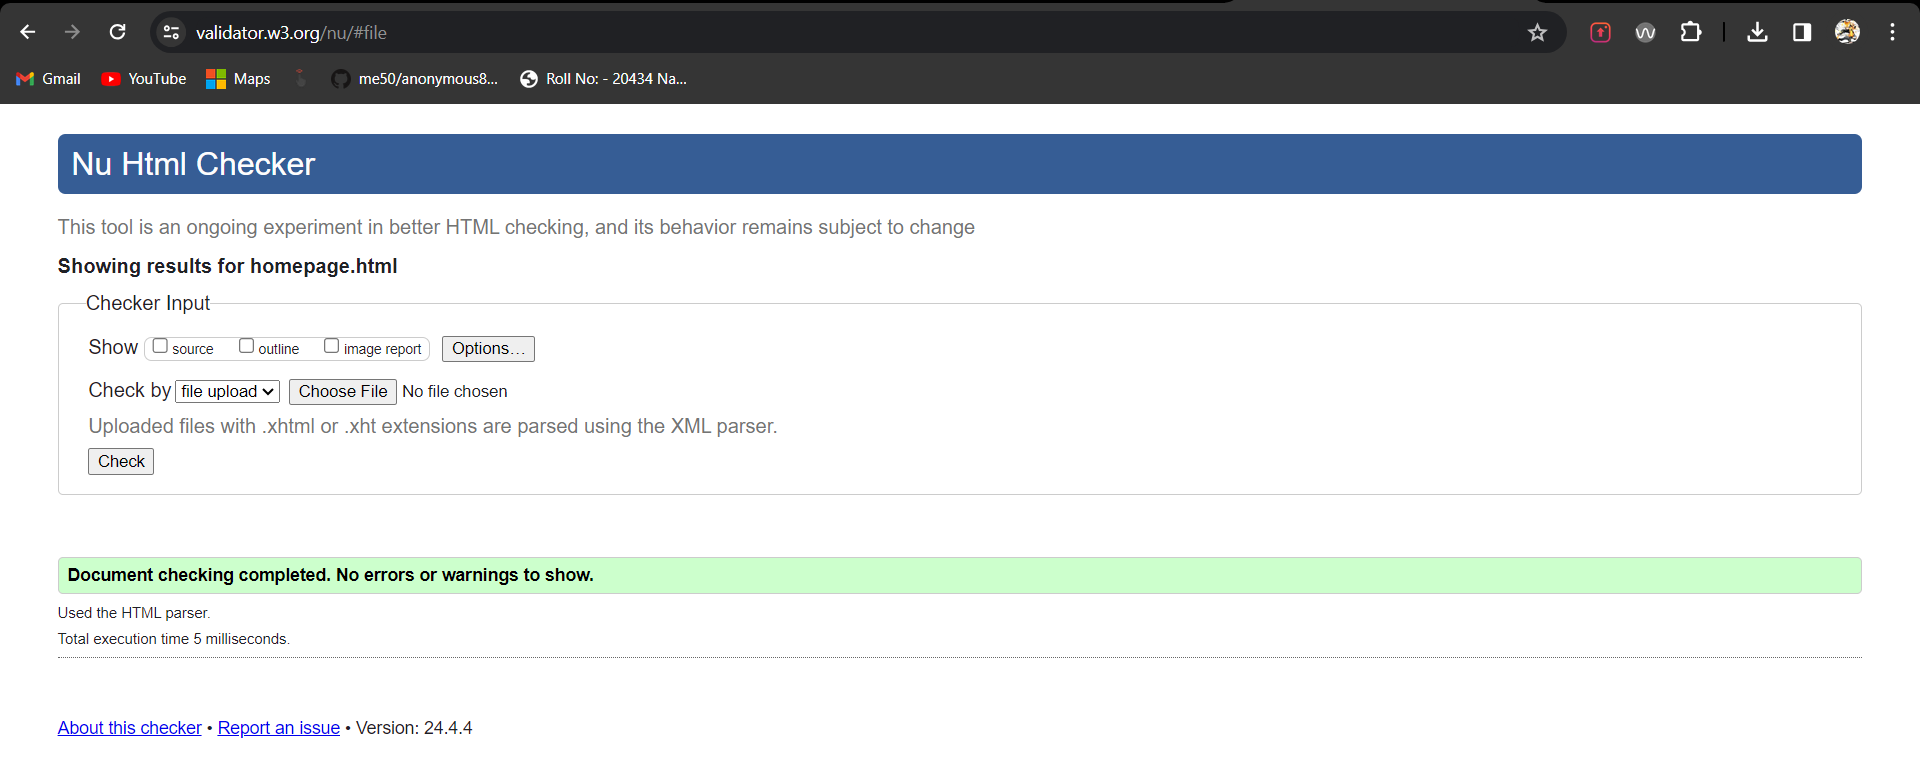 validator.w3.org/nu/#file
Gmail YouTube Maps me50/anonymous8... Roll No: - 20434 Na...
Nu Html Checker
This tool is an ongoing experiment in better HTML checking, and its behavior remains subject to change
Showing results for homepage.html
Checker Input
Show source outline image report Options...
Check by file upload Choose File No file chosen
Uploaded files with .xhtml or .xht extensions are parsed using the XML parser.
Check
Document checking completed. No errors or warnings to show.
Used the HTML parser.
Total execution time 5 milliseconds.
About this checker • Report an issue • Version: 24.4.4